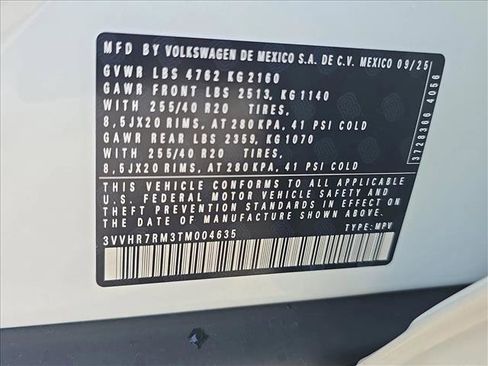 MFD BY VOLKSWAGEN DE MEXICO S.A. DE C.V. MEXICO 09/25
GVWR LBS 4762 KG 2160
GAWR FRONT LBS 2513, KG 1140
WITH 255/40 R20 TIRES,
8,5JX20 RIMS, AT 280 KPA, 41 PSI COLD
GAWR REAR LBS 2359, KG 1070
WITH 255/40 R20 TIRES,
8,5JX20 RIMS, AT 280 KPA, 41 PSI COLD
THIS VEHICLE CONFORMS TO ALL APPLICABLE
U.S. FEDERAL MOTOR VEHICLE SAFETY AND
THEFT PREVENTION STANDARDS IN EFFECT ON
THE DATE OF MANUFACTURE SHOWN ABOVE
3VVHR7RM3TM004635 TYPE: MPV
3728366 4056